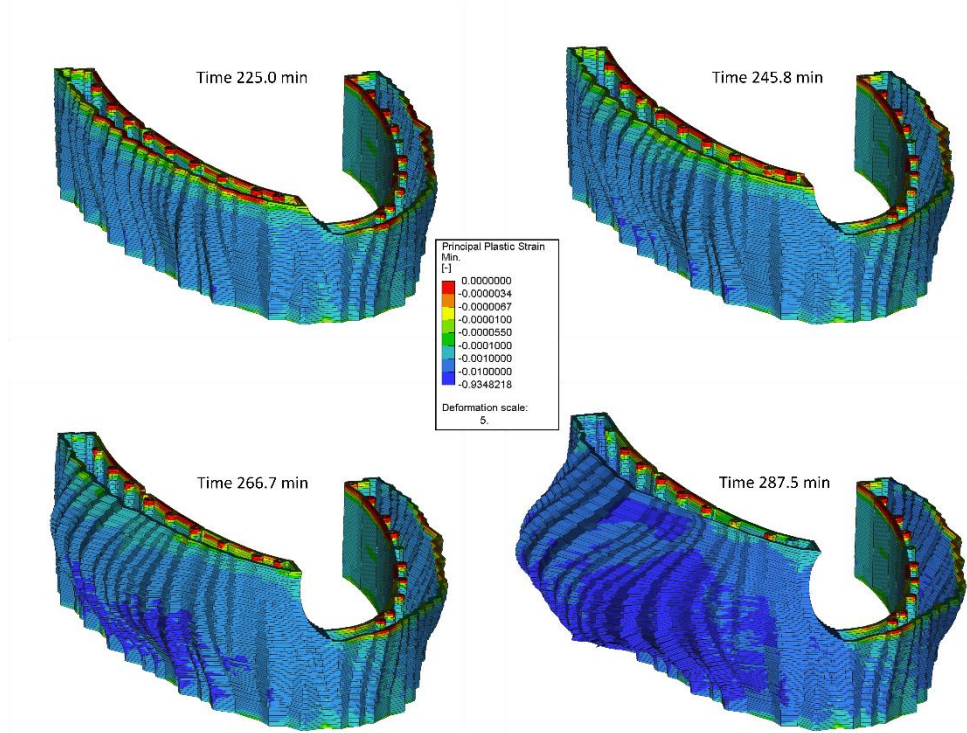 Time 225.0 min
Time 245.8 min
Principal Plastic Strain
Min.
[-]
0.0000000
-0.0000034
-0.0000067
-0.0000100
-0.0000550
-0.0001000
-0.0010000
-0.0100000
-0.9348218
Deformation scale:
5.
Time 266.7 min
Time 287.5 min